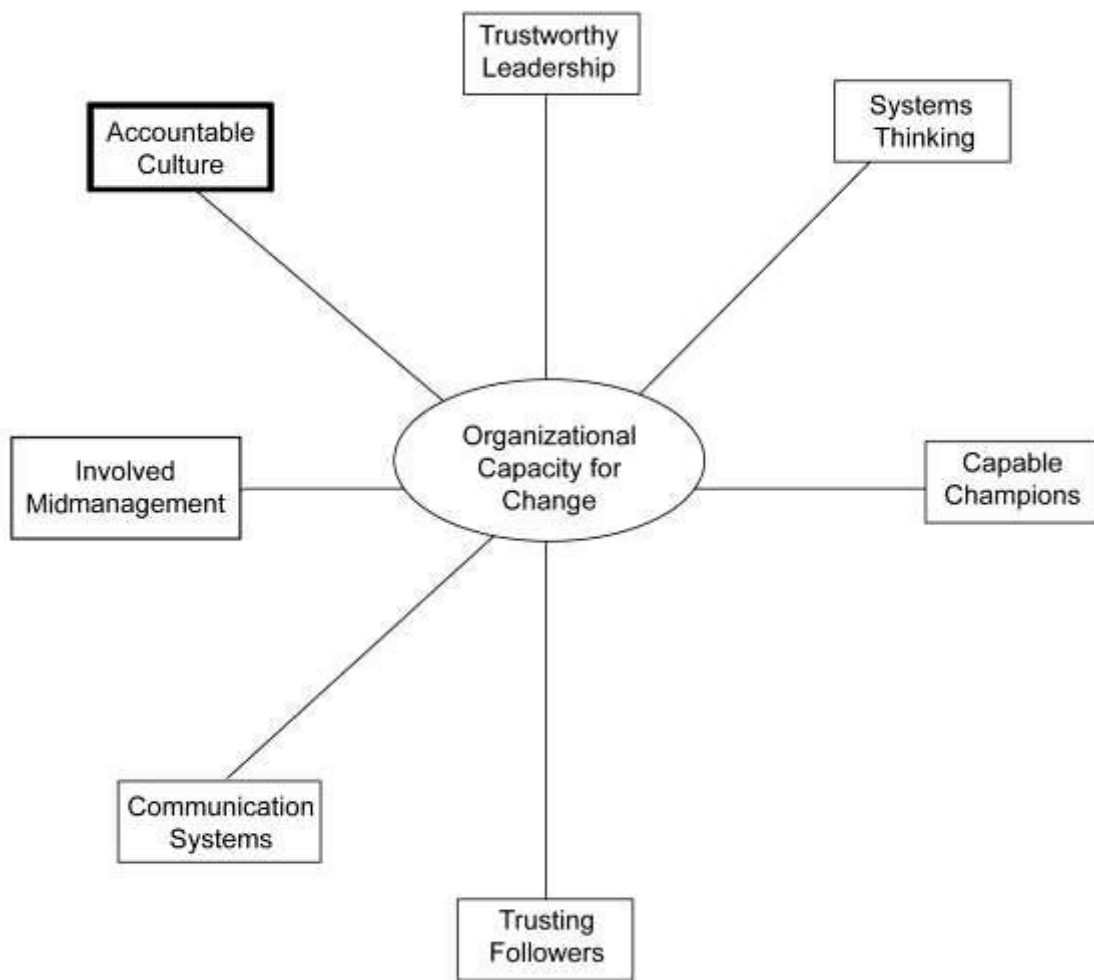 Trustworthy
Leadership
Systems
Thinking
Accountable
Culture
Organizational
Capacity for
Change
Involved
Midmanagement
Capable
Champions
Communication
Systems
Trusting
Followers